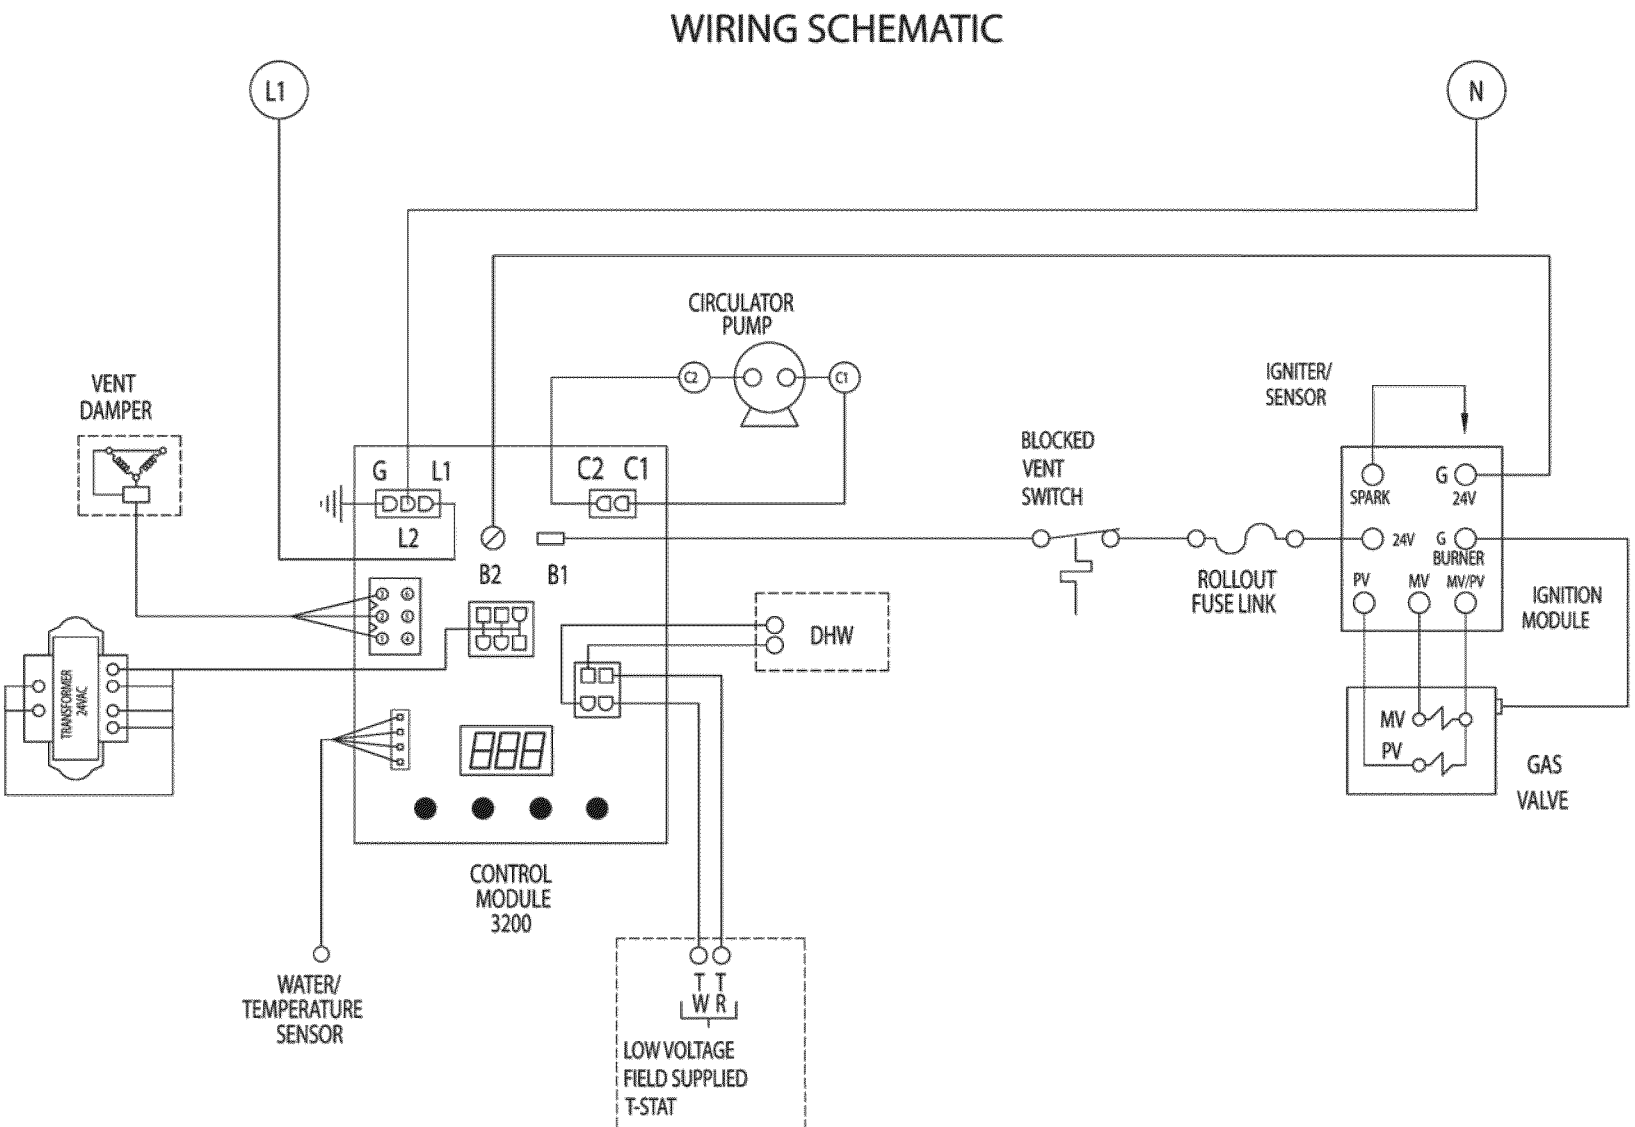 WIRING SCHEMATIC
L1
N
CIRCULATOR
PUMP
C2
C1
VENT
DAMPER
IGNITER/
SENSOR
BLOCKED
VENT
SWITCH
G
L1
C2 C1
L2
B2
B1
SPARK
G
24V
24V
G
BURNER
PV
MV
MV/PV
ROLLOUT
FUSE LINK
IGNITION
MODULE
DHW
TRANSFORMER
24VAC
MV
PV
GAS
VALVE
CONTROL
MODULE
3200
WATER/
TEMPERATURE
SENSOR
T T
W R
LOW VOLTAGE
FIELD SUPPLIED
T-STAT